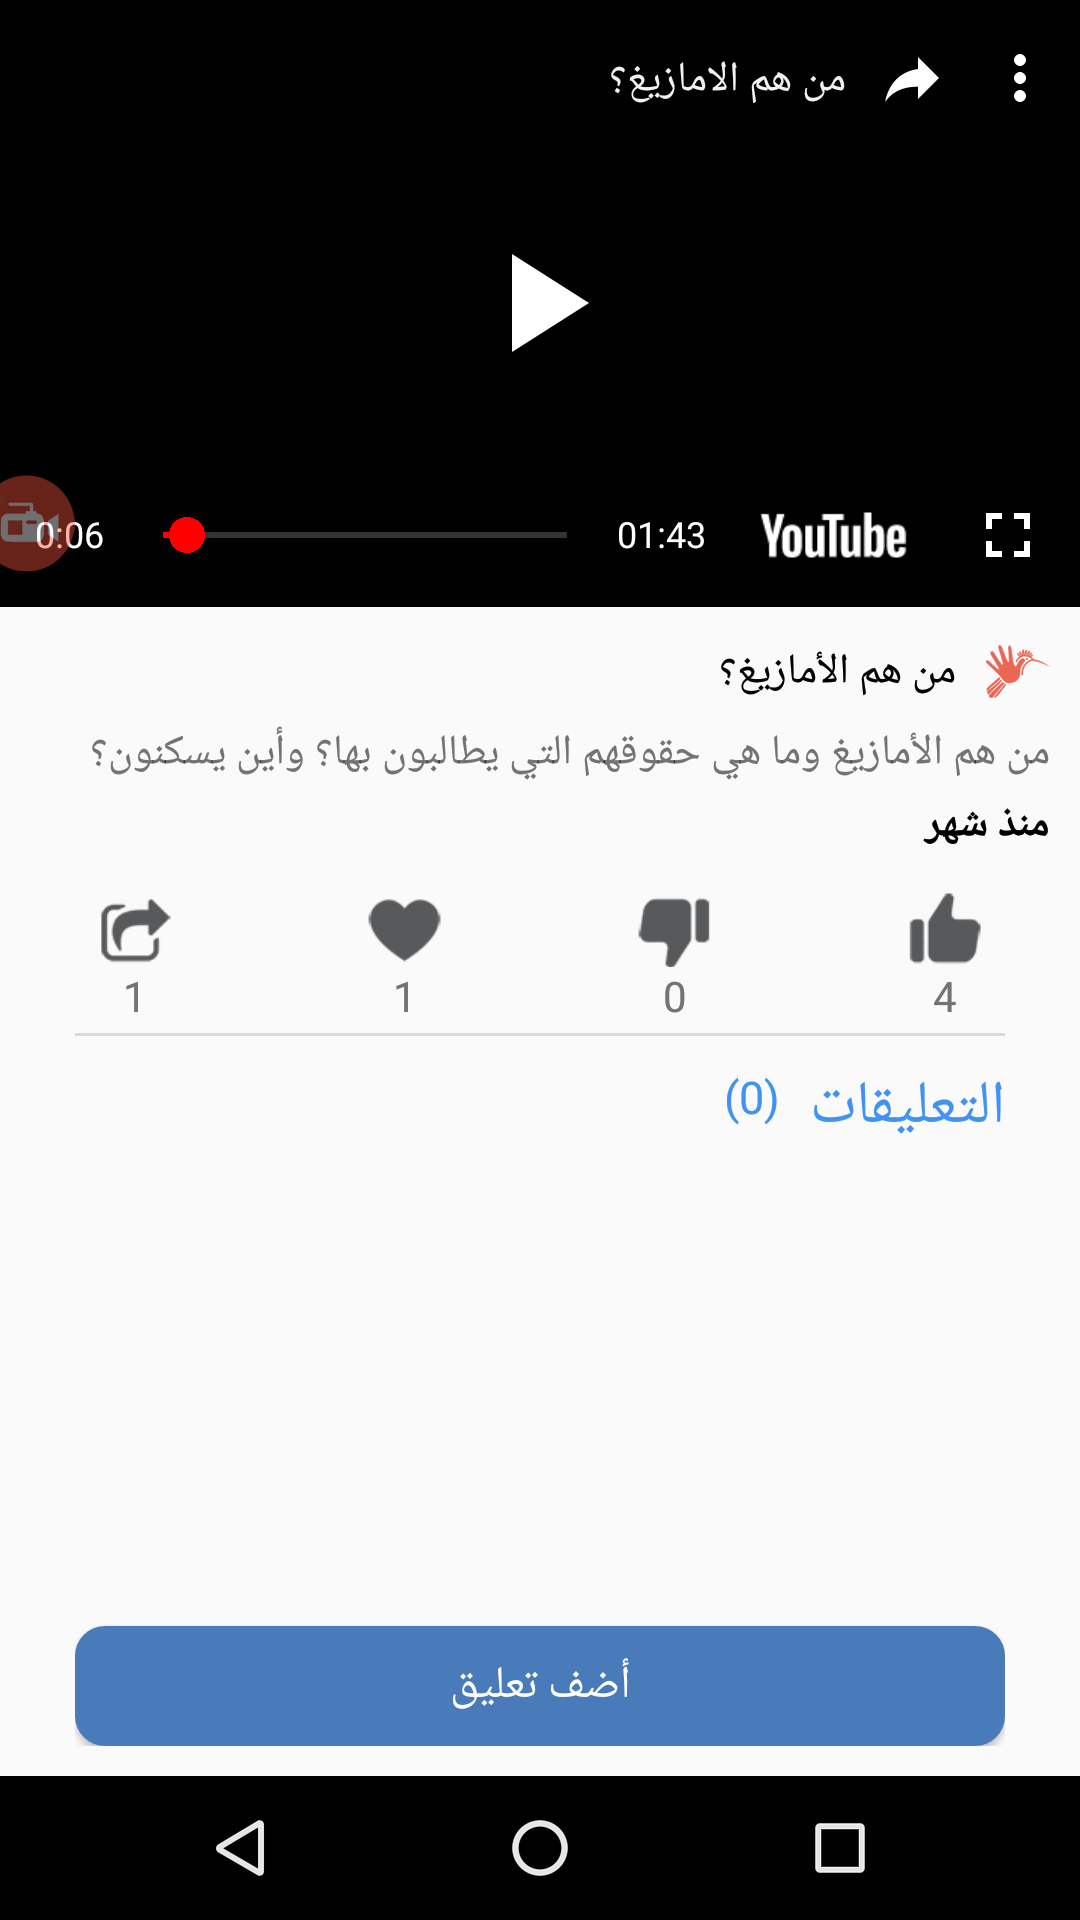 من هم الامازيغ؟
0:06
01:43
YouTube
من هم الأمازيغ؟
من هم الأمازيغ وما هي حقوقهم التي يطالبون بها؟ وأين يسكنون؟
منذ شهر
4
0
1
1
التعليقات (0)
أضف تعليق